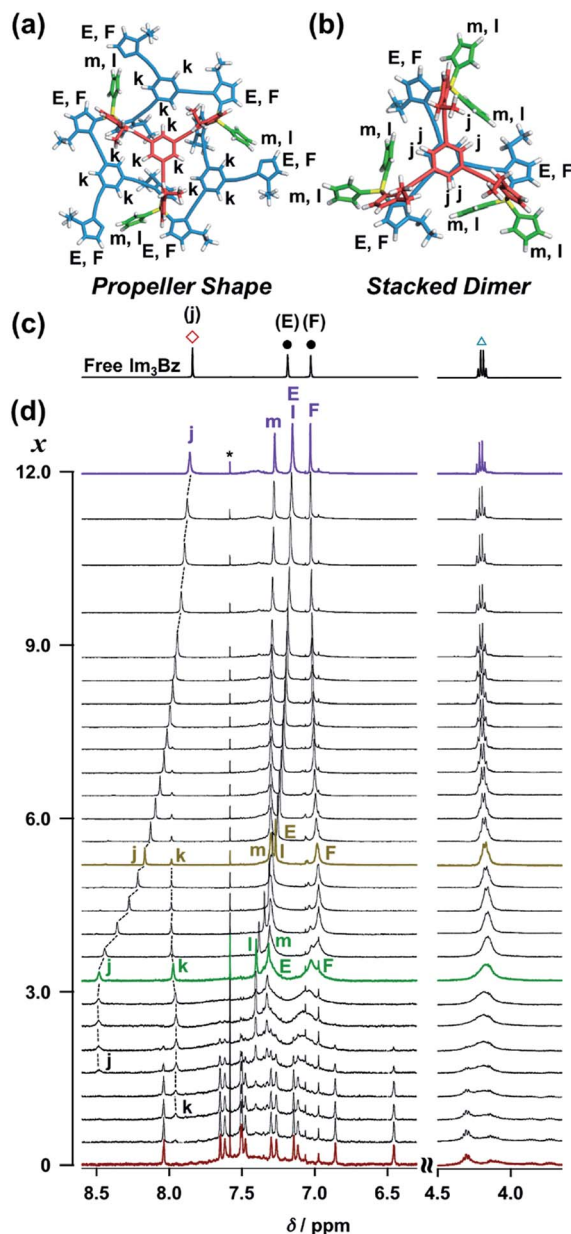 (a)
(b)
E, F
m, l
k
k
E, F
E, F
k
k
k
m, l
k
k
k
k
m, l
E, F
E, F
E, F
Propeller Shape
m, l
E, F
m, l
j
j
j
j
j
j
E, F
m, l
E, F
m, l
Stacked Dimer
(c)
(j)
(E)
(F)
Free Im₃Bz
(d)
x
j
*
m
E
l
F
12.0
9.0
6.0
j
k
m
E
l
F
j
k
l
m
E
F
3.0
j
k
0
8.5
8.0
7.5
7.0
6.5
4.5
4.0
δ / ppm